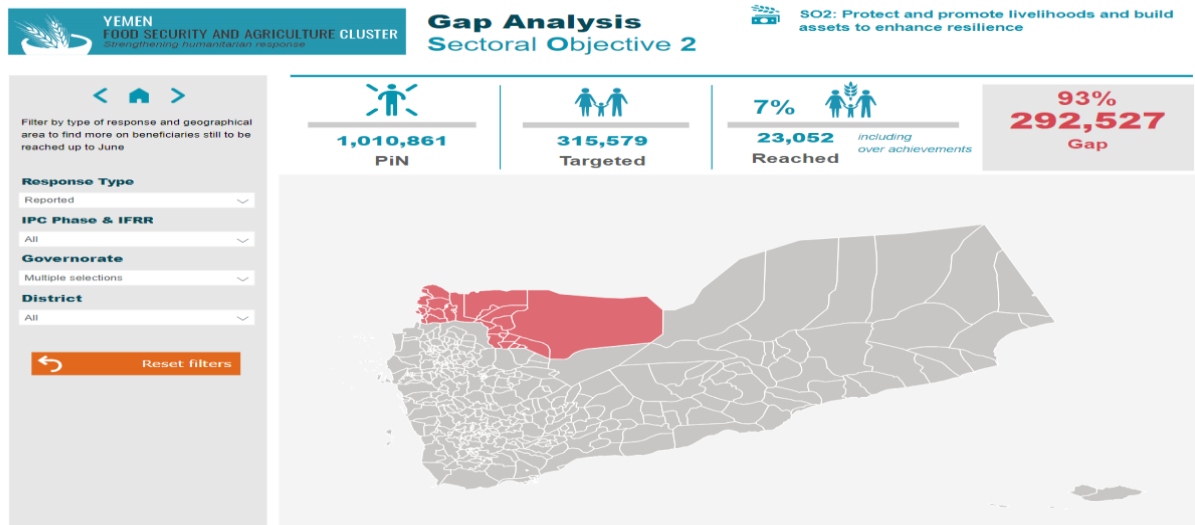 YEMEN
FOOD SECURITY AND AGRICULTURE CLUSTER
Strengthening humanitarian response
Gap Analysis
Sectoral Objective 2
SO2: Protect and promote livelihoods and build
assets to enhance resilience
Filter by type of response and geographical
area to find more on beneficiaries still to be
reached up to June
Response Type
Reported
IPC Phase & IFRR
All
Governorate
Multiple selections
District
All
Reset filters
1,010,861
PiN
315,579
Targeted
7%
23,052
Reached
including
over achievements
93%
292,527
Gap